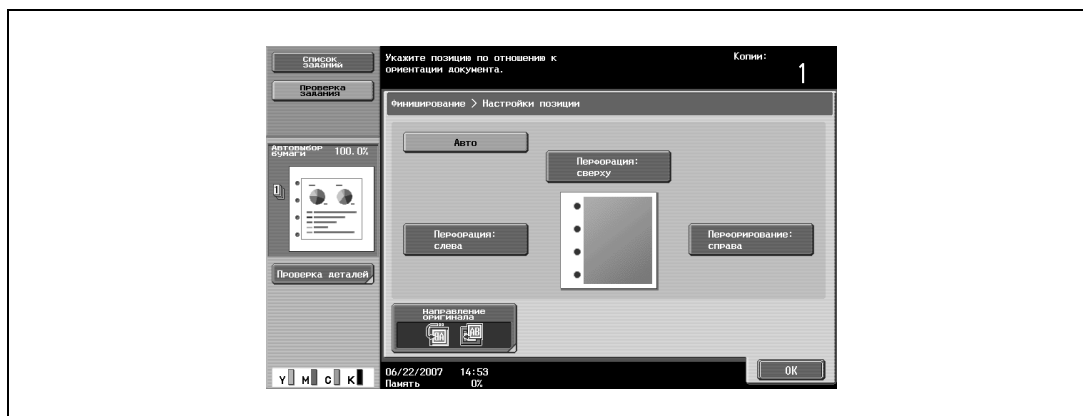 Список
заданий
Проверка
задания
Укажите позицию по отношению к
ориентации документа.
Копии:
1
Финиширование > Настройки позиции
Автовыбор
бумаги 100.0%
1
Авто
Перфорация:
сверху
Перфорация:
слева
Перфорирование:
справа
Проверка деталей
Направление
оригинала
AB
Y M C K
06/22/2007 14:53
Память 0%
OK